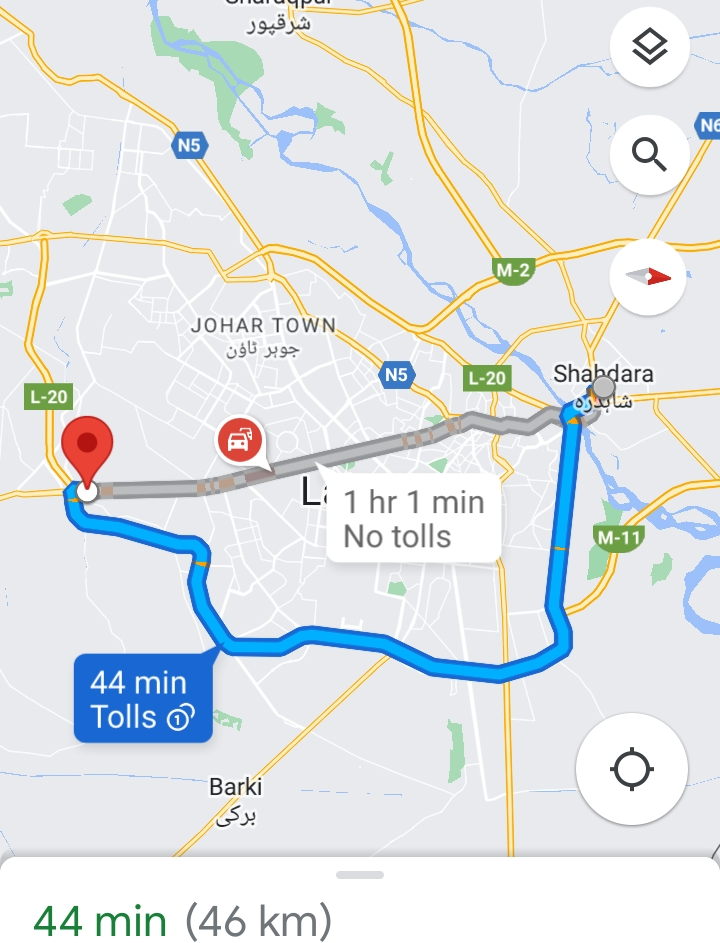 شرقپور
N5
N6
M-2
JOHAR TOWN
جوہر ٹاؤن
N5
L-20
Shahdara
شاہدرہ
L-20
1 hr 1 min
No tolls
M-11
44 min
Tolls
Barki
برکی
44 min (46 km)